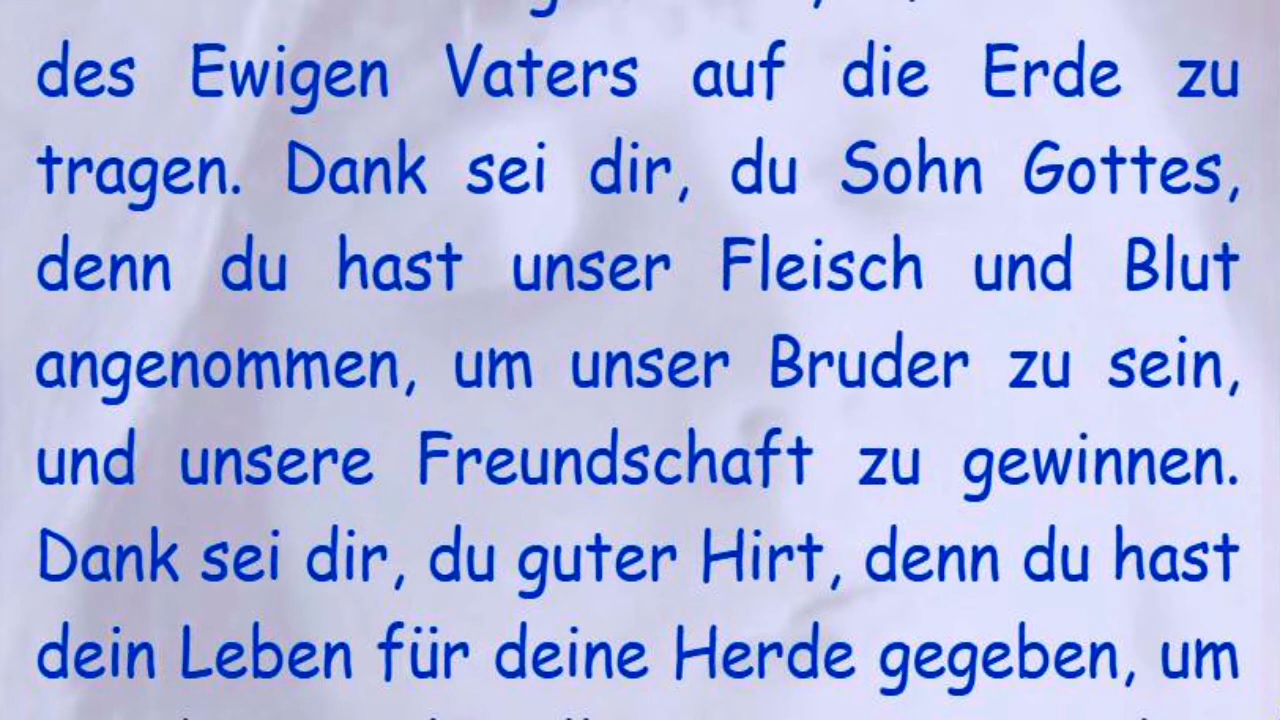 des Ewigen Vaters auf die Erde zu
tragen. Dank sei dir, du Sohn Gottes,
denn du hast unser Fleisch und Blut
angenommen, um unser Bruder zu sein,
und unsere Freundschaft zu gewinnen.
Dank sei dir, du guter Hirt, denn du hast
dein Leben für deine Herde gegeben, um